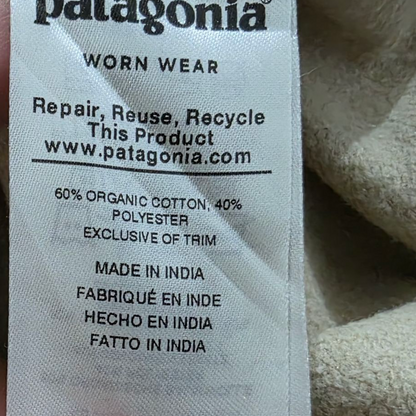 patagonia®
WORN WEAR
Repair, Reuse, Recycle
This Product
www.patagonia.com
60% ORGANIC COTTON, 40%
POLYESTER
EXCLUSIVE OF TRIM
MADE IN INDIA
FABRIQUÉ EN INDE
HECHO EN INDIA
FATTO IN INDIA